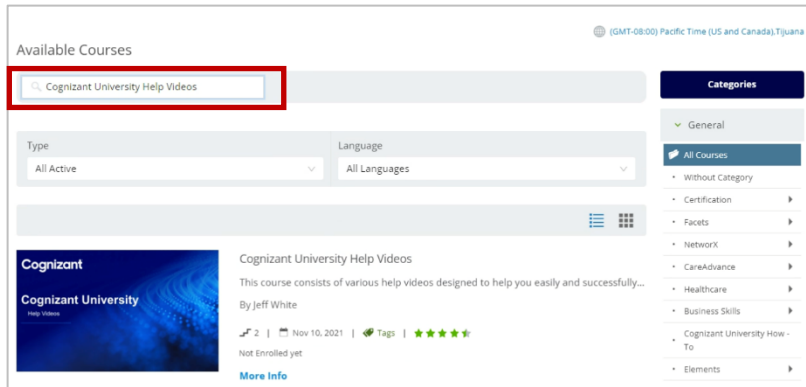 (GMT-08:00) Pacific Time (US and Canada),Tijuana
Available Courses
Cognizant University Help Videos
Type
All Active
Language
All Languages
Cognizant
Cognizant University
Help Videos
Cognizant University Help Videos
This course consists of various help videos designed to help you easily and successfully...
By Jeff White
2 | Nov 10, 2021 | Tags |
Not Enrolled yet
More Info
Categories
General
All Courses
Without Category
Certification
Facets
NetworX
CareAdvance
Healthcare
Business Skills
Cognizant University How -
To
Elements